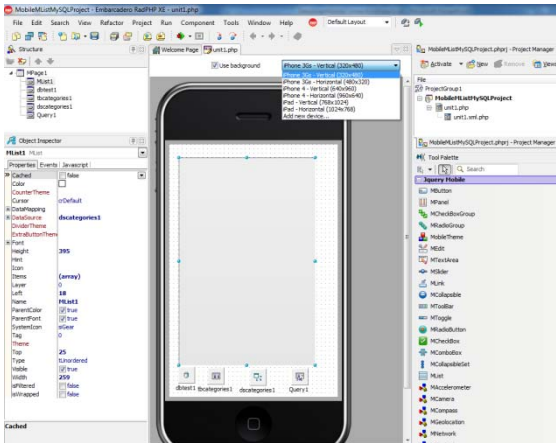 MobileMListMySQLProject - Embarcadero RadPHP XE - unit1.php
File Edit Search View Project Run Component Tools Window Help Default Layout
Structure
MPage1
MList1
dbtest1
tbcategories1
dscategories1
Query1
Object Inspector
MList1 MList
Properties Events Javascript
Cached false
Color
CounterTheme
Cursor crDefault
DataMapping
DataSource dscategories1
DividerTheme
ExtraButtonThem
Font
Height 395
Hint
Icon
Items (array)
Layer 0
Left 18
Name MList1
ParentColor true
ParentFont true
SystemIcon siGear
Tag 0
Theme
Top 25
Type tUnordered
Visible true
Width 259
isFiltered false
isWrapped false
Cached
Welcome Page unit1.php
Use background iPhone 3Gs - Vertical (320x480)
iPhone 3Gs - Vertical (320x480)
iPhone 3Gs - Horizontal (480x320)
iPhone 4 - Vertical (640x960)
iPhone 4 - Horizontal (960x640)
iPad - Vertical (768x1024)
iPad - Horizontal (1024x768)
Add new device...
dbtest1 tbcategories1 dscategories1 Query1
MobileMListMySQLProject.phprj - Project Manager
Activate New Remove View
File
ProjectGroup1
MobileMListMySQLProject
unit1.php
unit1.xml.php
MobileMListMySQLProject.phprj - Project Manager
Tool Palette
Search
Jquery Mobile
MButton
MPanel
MCheckBoxGroup
MRadioGroup
MobileTheme
MEdit
MTextArea
MSlider
MLink
MCollapsible
MToolBar
MToggle
MRadioButton
MCheckBox
MComboBox
MCollapsibleSet
MList
MAccelerometer
MCamera
MCompass
MGeolocation
MNetwork